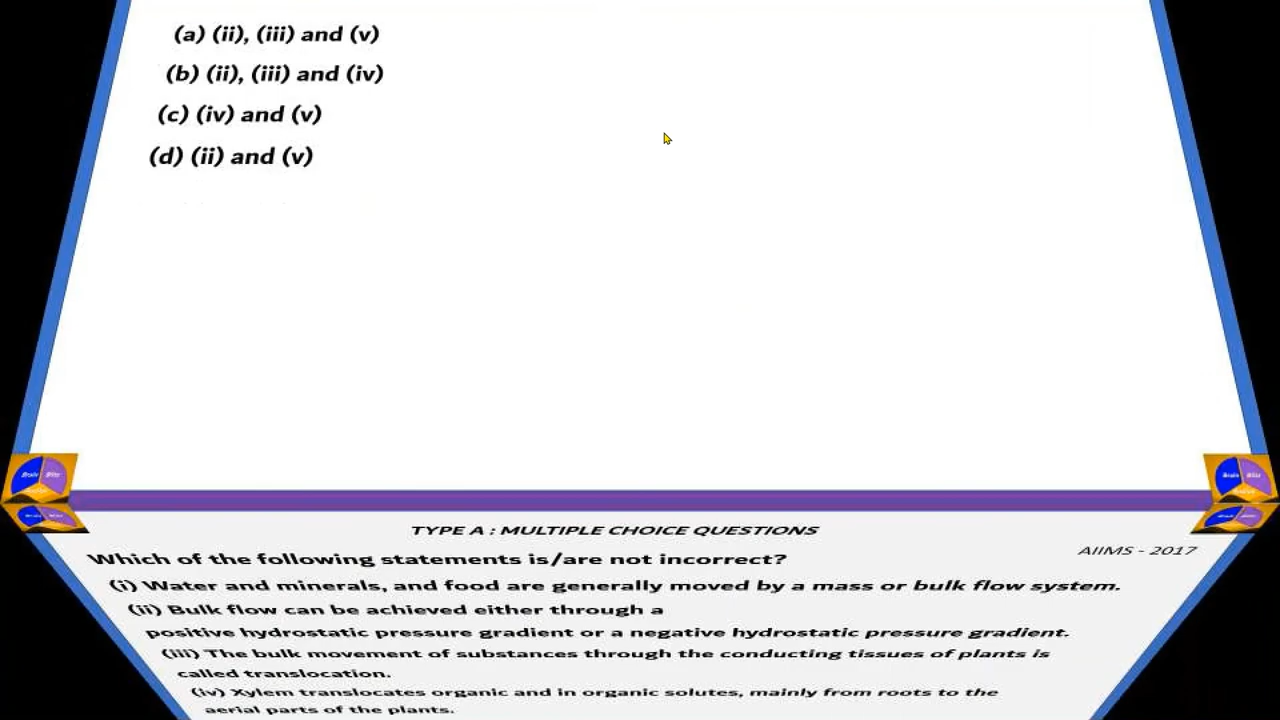 (a) (ii), (iii) and (v)
(b) (ii), (iii) and (iv)
(c) (iv) and (v)
(d) (ii) and (v)
Brain Blitz
Brain Blitz
TYPE A : MULTIPLE CHOICE QUESTIONS
AIIMS - 2017
Which of the following statements is/are not incorrect?
(i) Water and minerals, and food are generally moved by a mass or bulk flow system.
(ii) Bulk flow can be achieved either through a
positive hydrostatic pressure gradient or a negative hydrostatic pressure gradient.
(iii) The bulk movement of substances through the conducting tissues of plants is
called translocation.
(iv) Xylem translocates organic and in organic solutes, mainly from roots to the
aerial parts of the plants.